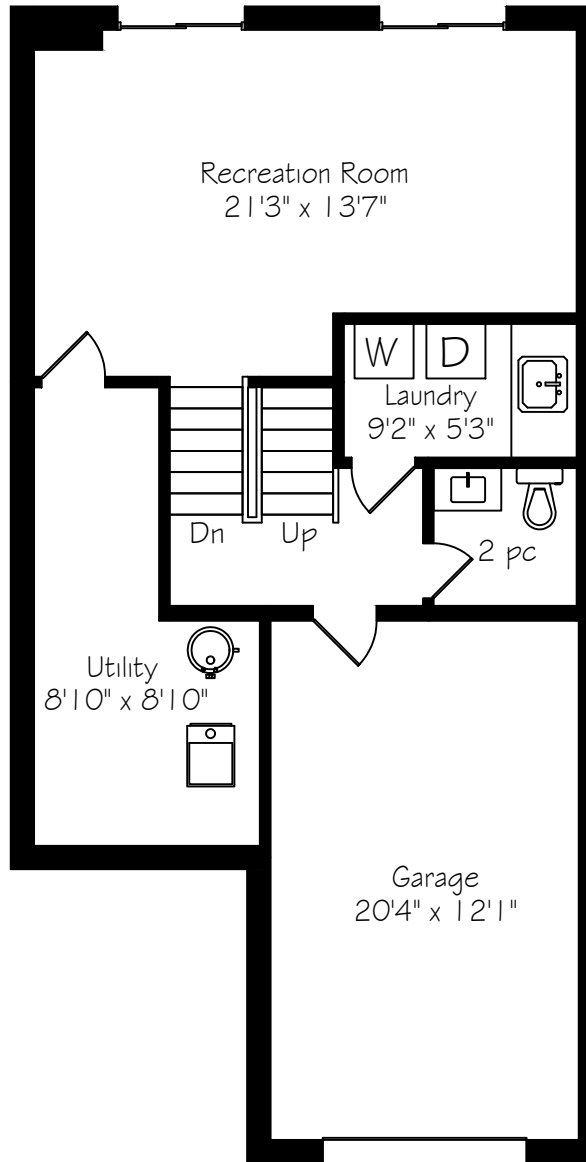 Recreation Room
21'3" x 13'7"
W D
Laundry
9'2" x 5'3"
Dn Up
2 pc
Utility
8'10" x 8'10"
Garage
20'4" x 12'1"